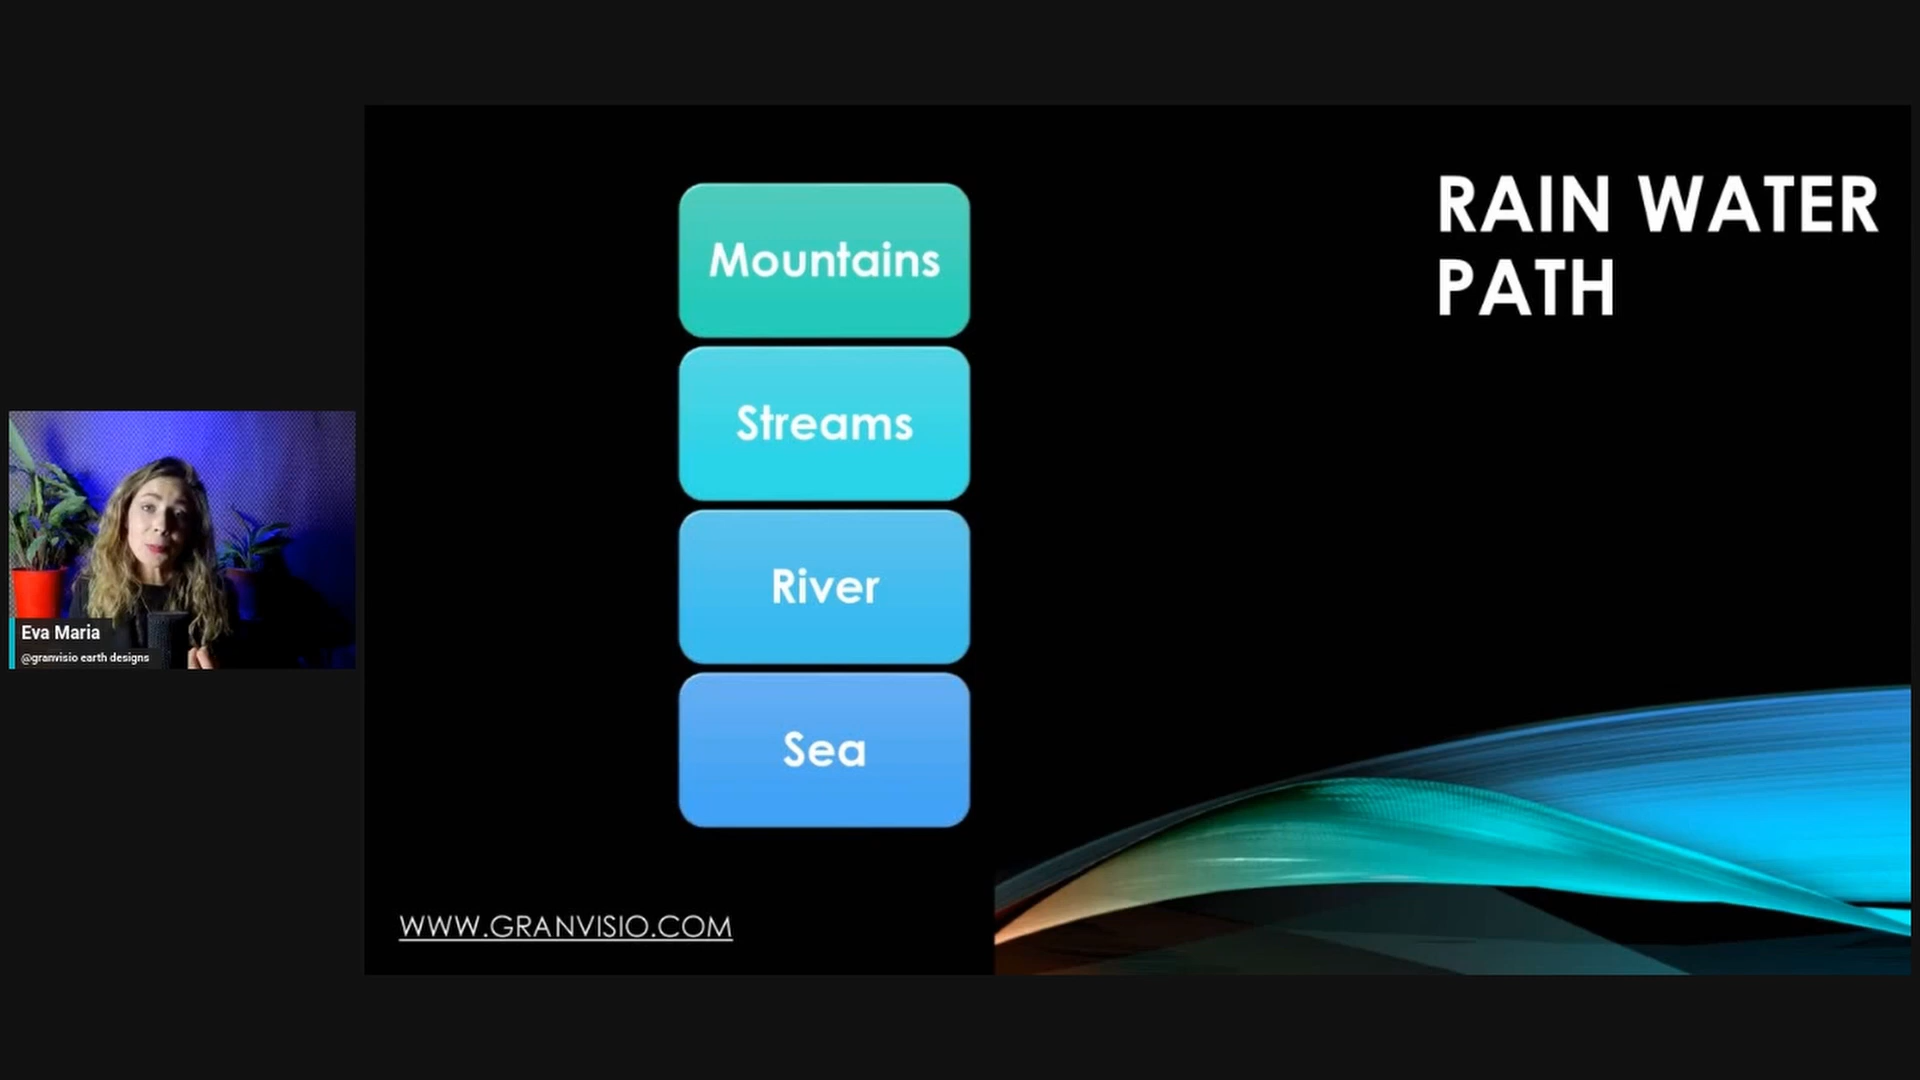 RAIN WATER
PATH
Mountains
Streams
River
Sea
Eva Maria
@granvisio earth designs
WWW.GRANVISIO.COM